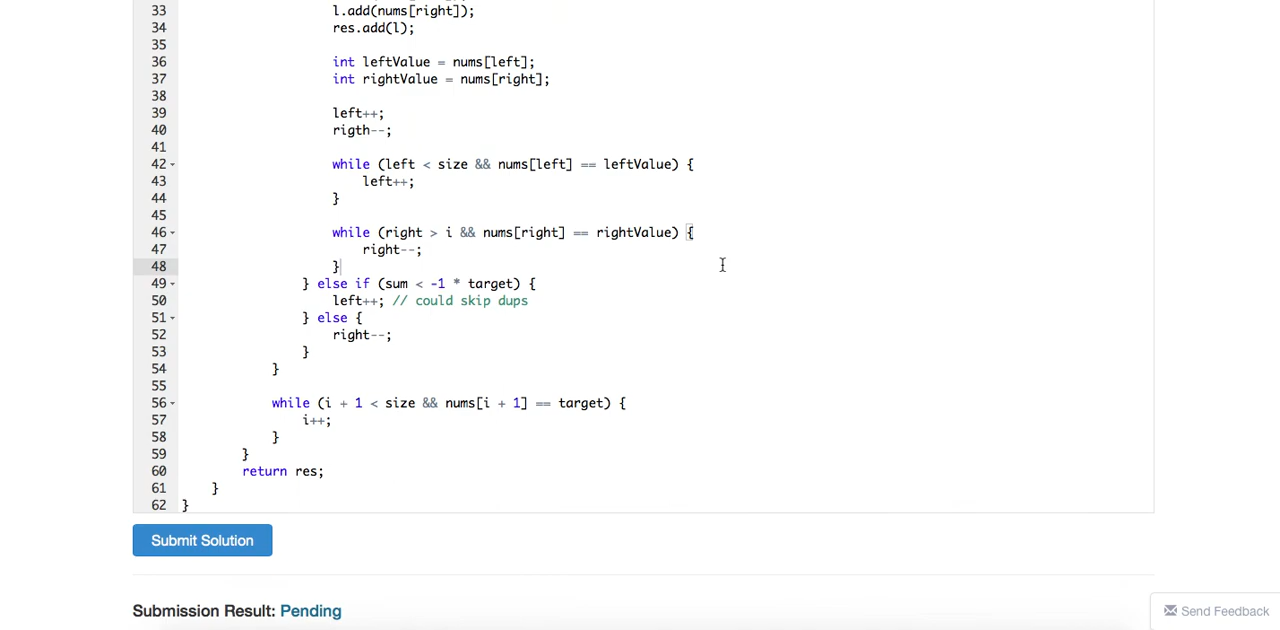 33 l.add(nums[right]);
34 res.add(l);
35
36 int leftValue = nums[left];
37 int rightValue = nums[right];
38
39 left++;
40 rigth--;
41
42 while (left < size && nums[left] == leftValue) {
43 left++;
44 }
45
46 while (right > i && nums[right] == rightValue) {
47 right--;
48 }
49 } else if (sum < -1 * target) {
50 left++; // could skip dups
51 } else {
52 right--;
53 }
54 }
55
56 while (i + 1 < size && nums[i + 1] == target) {
57 i++;
58 }
59 }
60 return res;
61 }
62 }
Submit Solution
Submission Result: Pending
Send Feedback